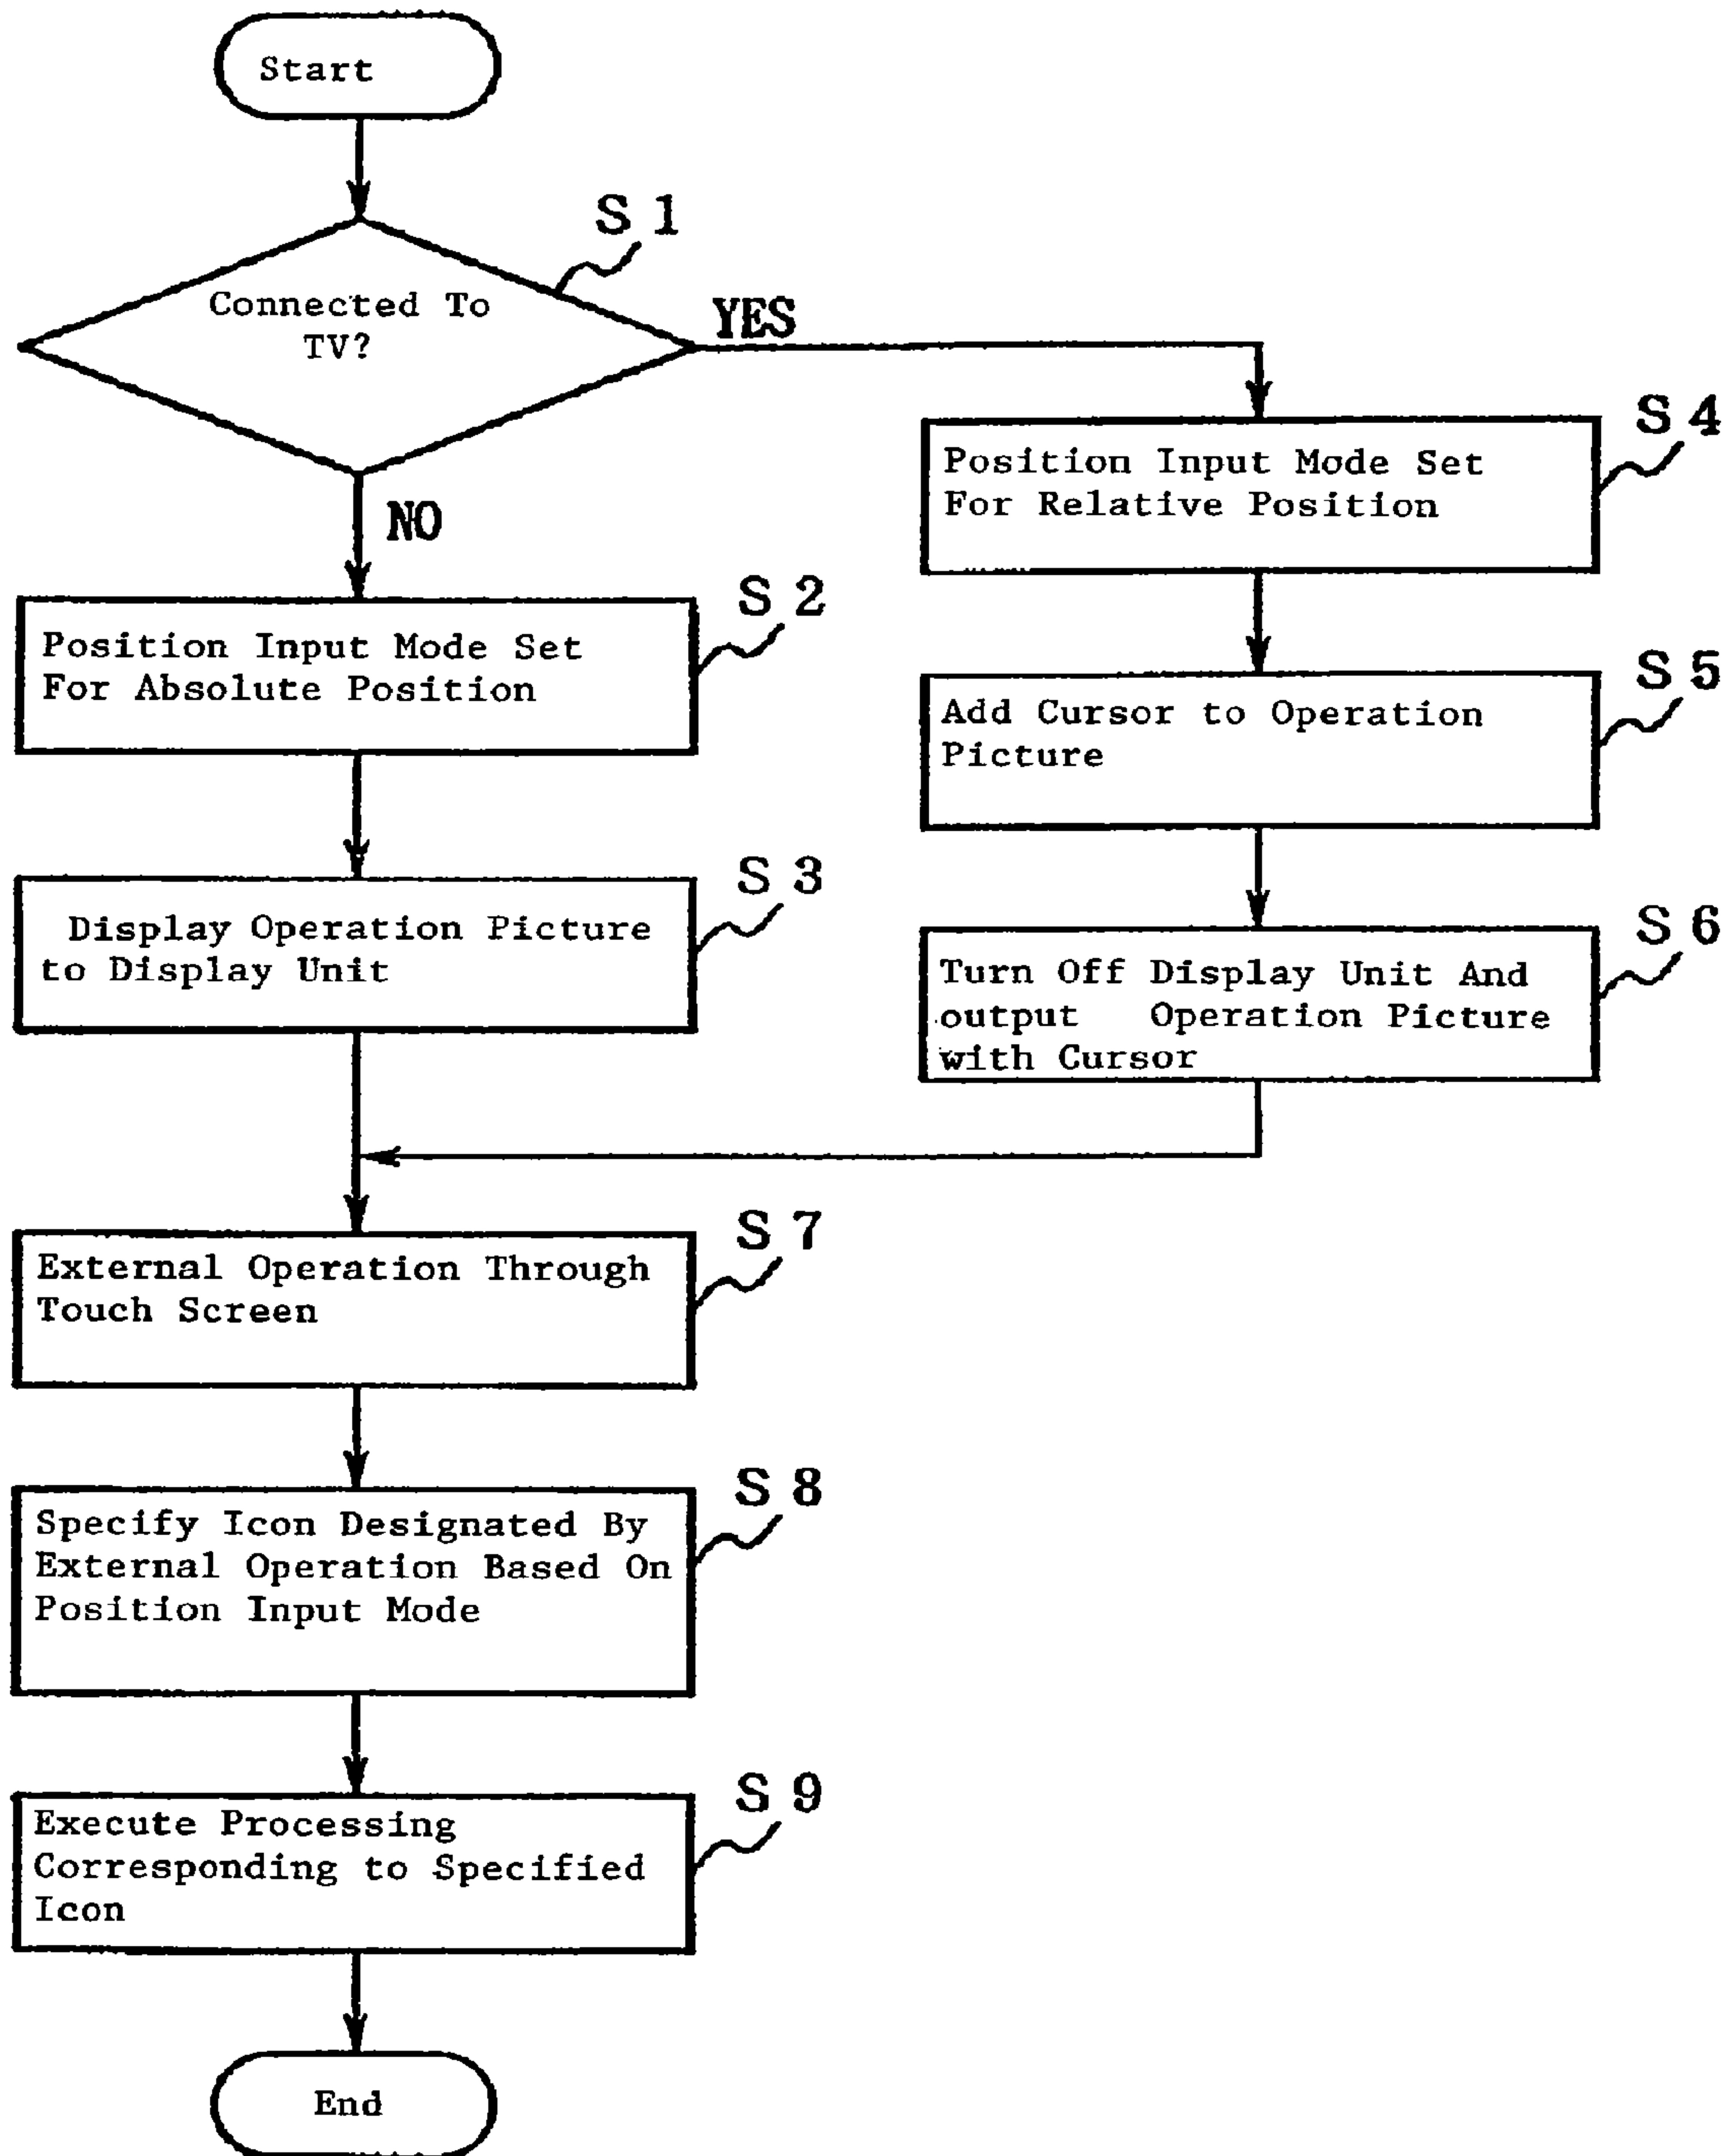 Start
S 1
Connected To
TV?
YES
NO
S 2
Position Input Mode Set
For Absolute Position
S 3
Display Operation Picture
to Display Unit
S 4
Position Input Mode Set
For Relative Position
S 5
Add Cursor to Operation
Picture
S 6
Turn Off Display Unit And
output Operation Picture
with Cursor
S 7
External Operation Through
Touch Screen
S 8
Specify Icon Designated By
External Operation Based On
Position Input Mode
S 9
Execute Processing
Corresponding to Specified
Icon
End